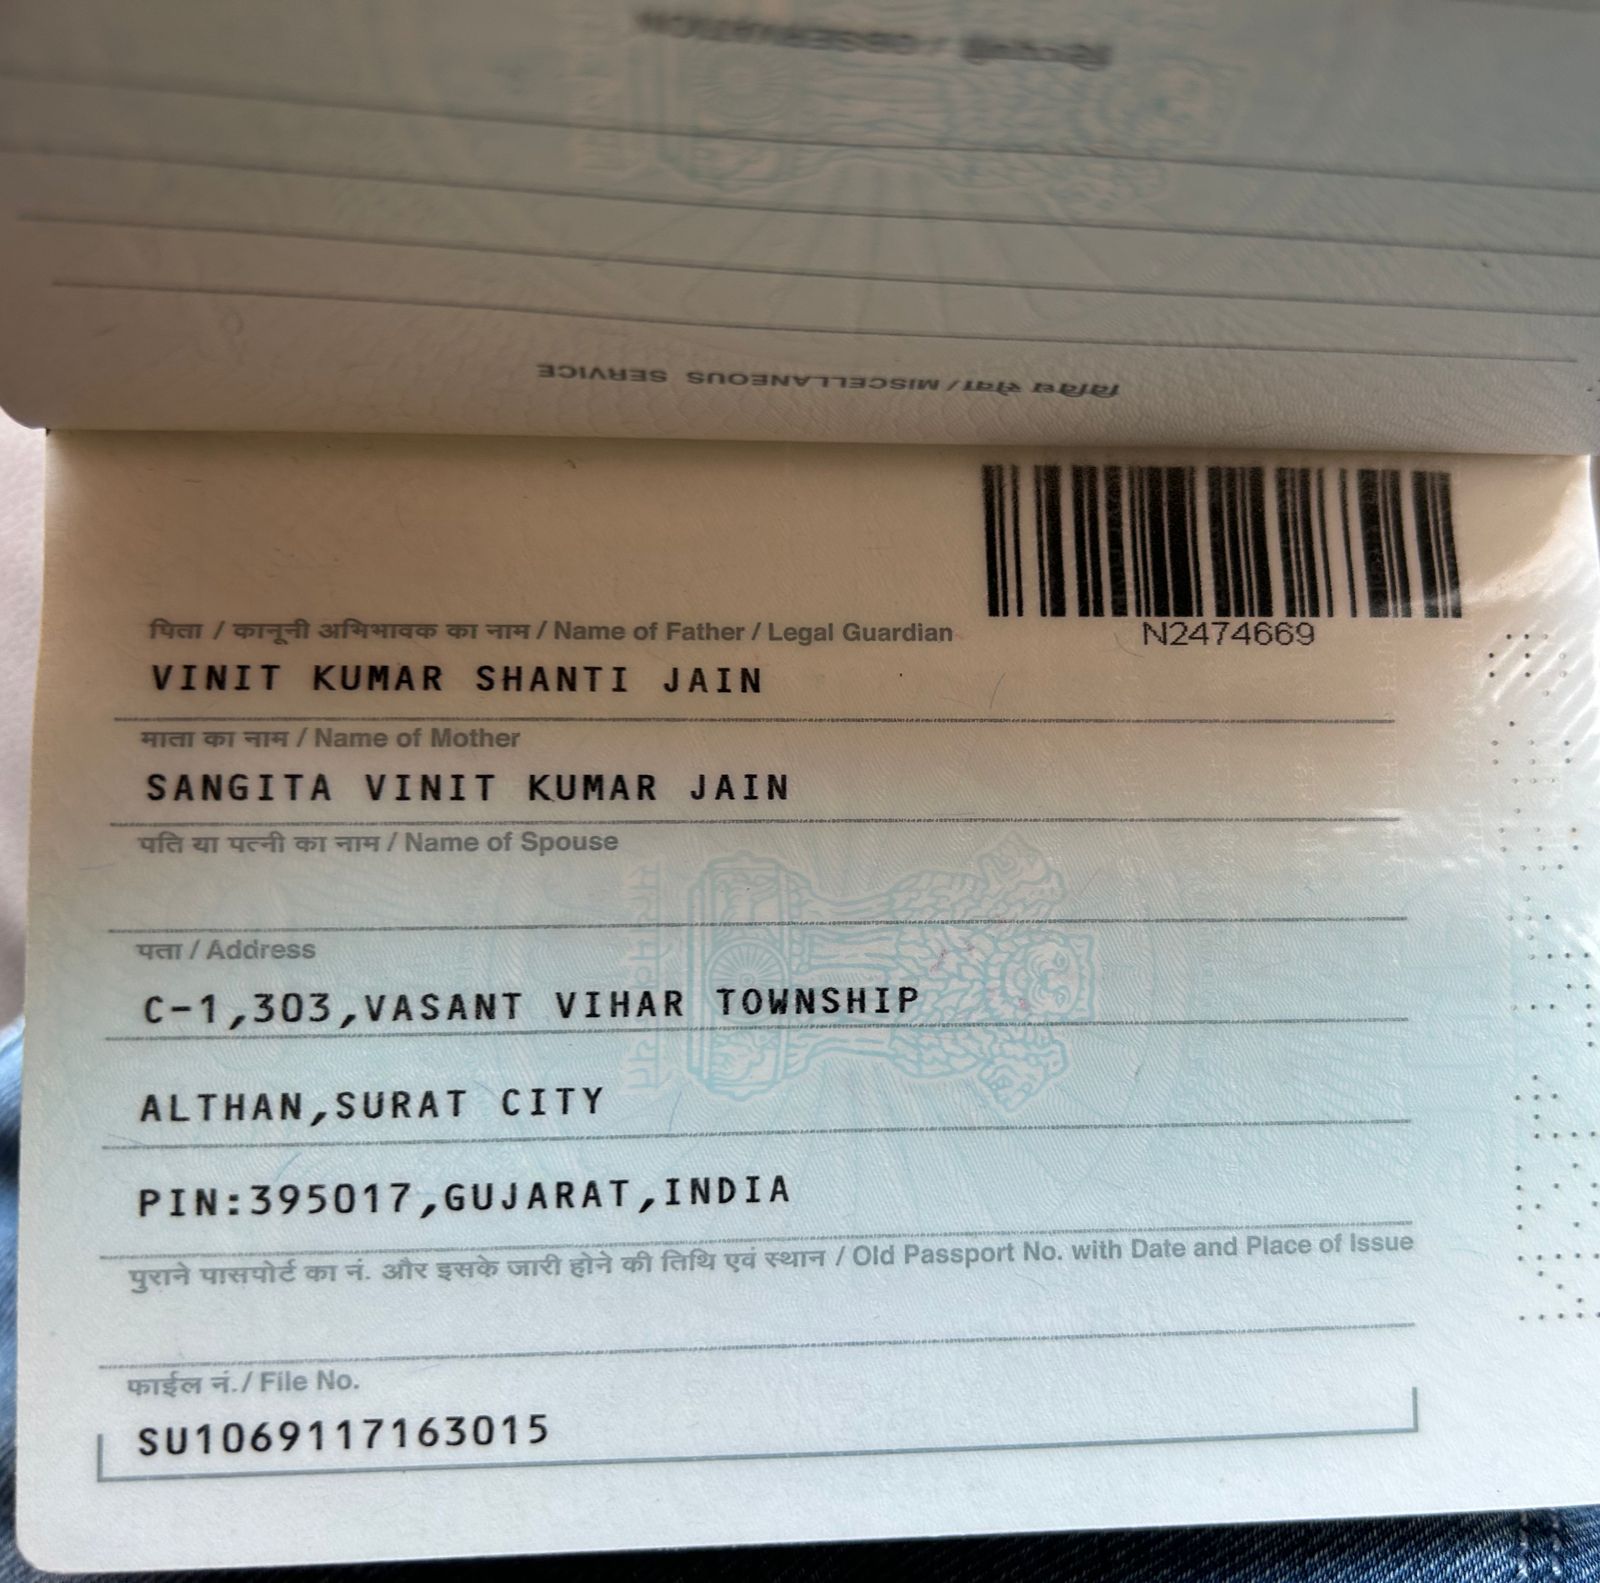 टिप्पणी / OBSERVATION
विविध सेवा / MISCELLANEOUS SERVICE
N2474669
पिता / कानूनी अभिभावक का नाम / Name of Father / Legal Guardian
VINIT KUMAR SHANTI JAIN
माता का नाम / Name of Mother
SANGITA VINIT KUMAR JAIN
पति या पत्नी का नाम / Name of Spouse
पता / Address
C-1,303,VASANT VIHAR TOWNSHIP
ALTHAN,SURAT CITY
PIN:395017,GUJARAT,INDIA
पुराने पासपोर्ट का नं. और इसके जारी होने की तिथि एवं स्थान / Old Passport No. with Date and Place of Issue
फाईल नं./ File No.
SU1069117163015